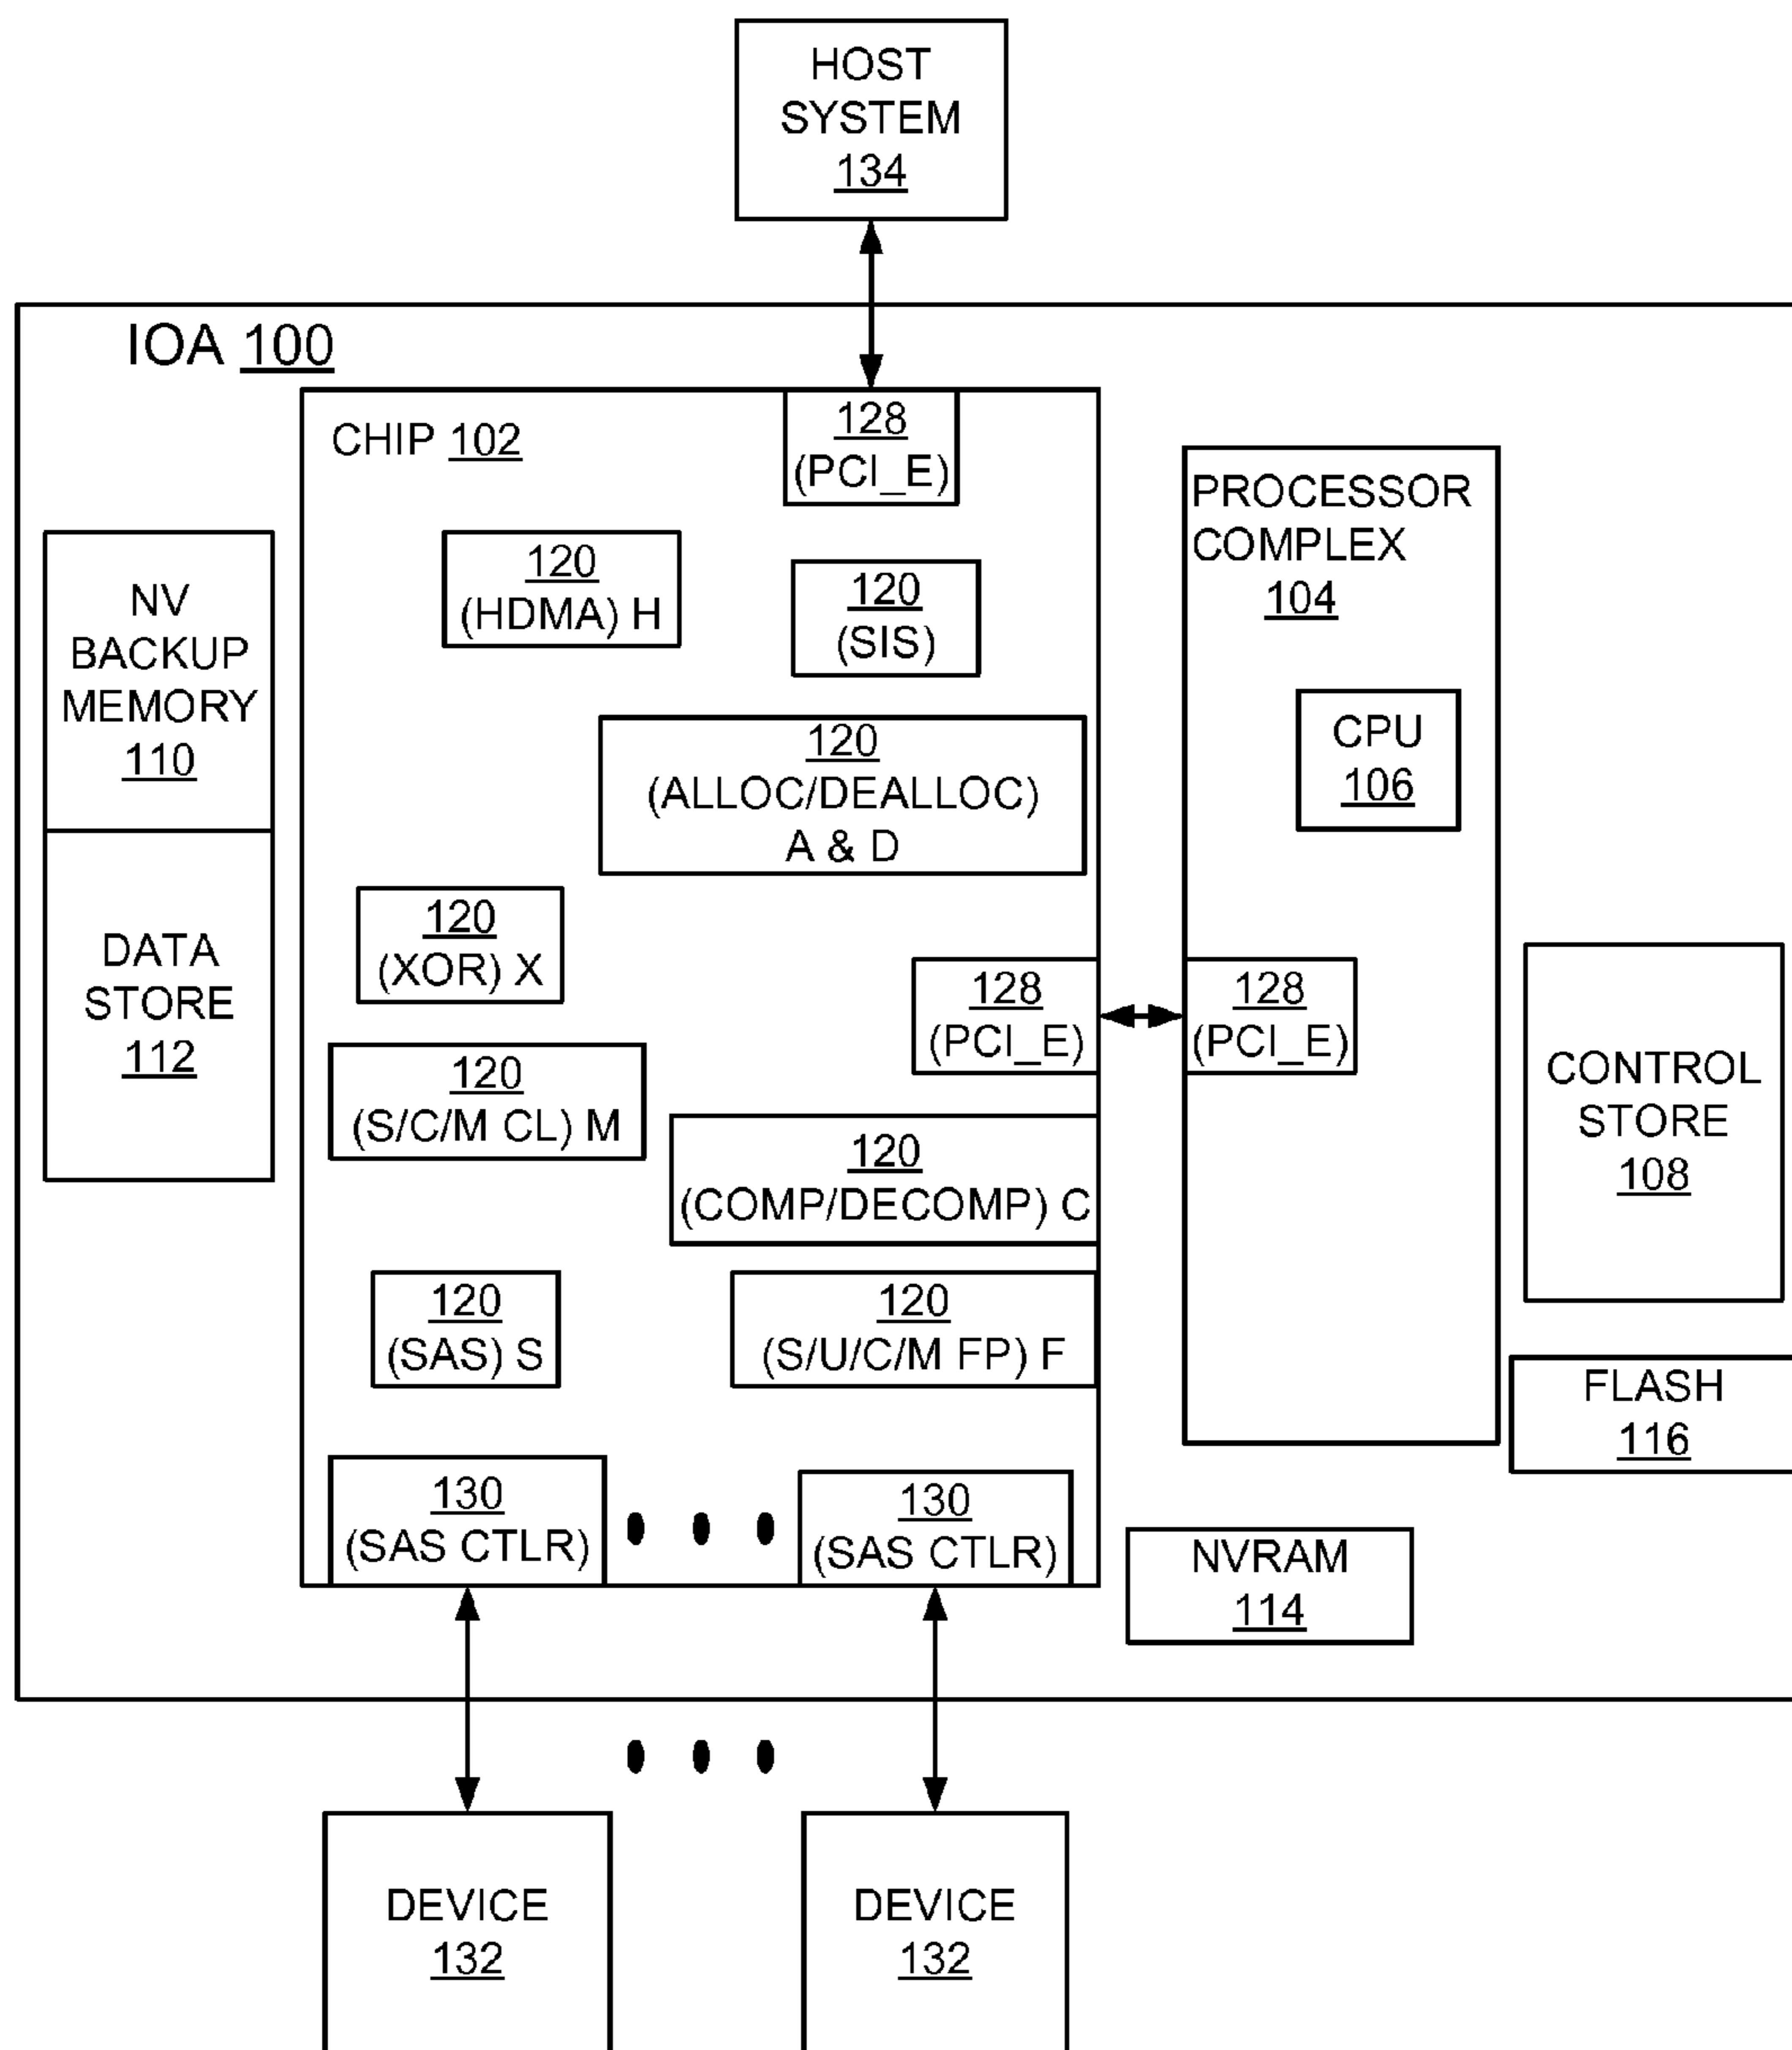 HOST
SYSTEM
134
IOA 100
CHIP 102
128
(PCI_E)
PROCESSOR
COMPLEX
104
NV
BACKUP
MEMORY
110
120
(HDMA) H
120
(SIS)
CPU
106
120
(ALLOC/DEALLOC)
A & D
DATA
STORE
112
120
(XOR) X
128
(PCI_E)
128
(PCI_E)
CONTROL
STORE
108
120
(S/C/M CL) M
120
(COMP/DECOMP) C
120
(SAS) S
120
(S/U/C/M FP) F
FLASH
116
130
(SAS CTLR)
130
(SAS CTLR)
NVRAM
114
DEVICE
132
DEVICE
132